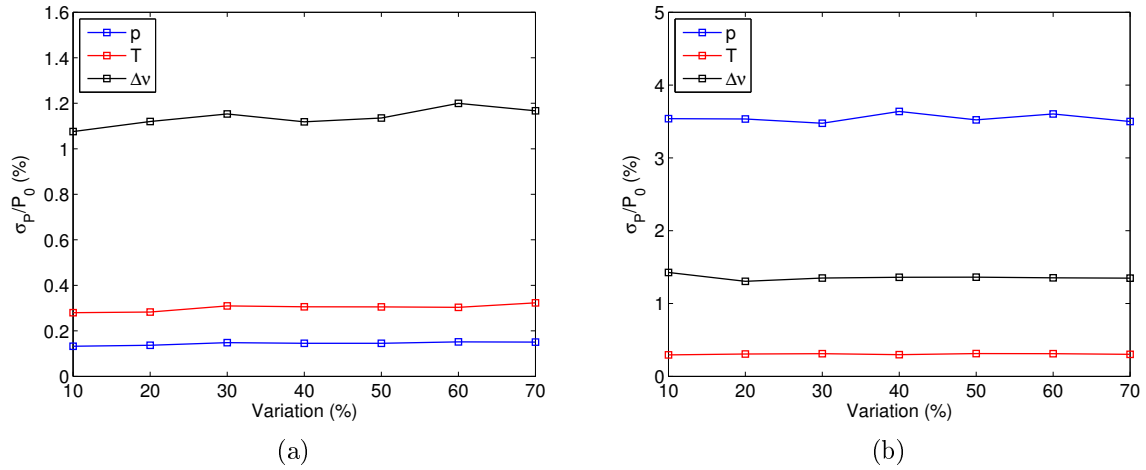 1.6
1.4
1.2
1
0.8
0.6
0.4
0.2
0
σP/P0 (%)
p
T
Δν
10 20 30 40 50 60 70
Variation (%)
(a)
5
4
3
2
1
0
σP/P0 (%)
p
T
Δν
10 20 30 40 50 60 70
Variation (%)
(b)